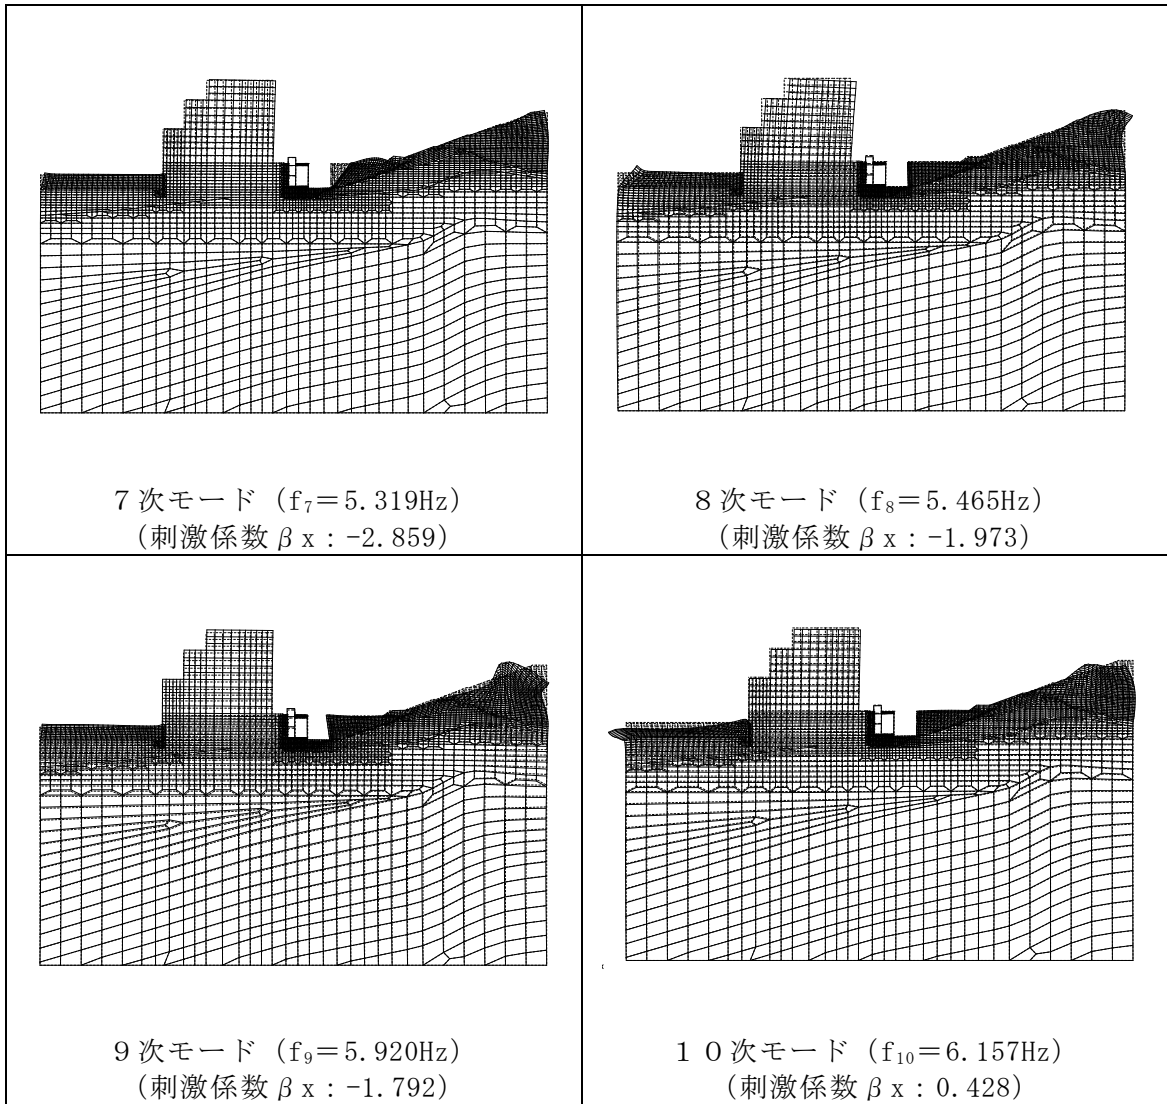 7次モード（f₇＝5.319Hz）
（刺激係数βx：-2.859）
8次モード（f₈＝5.465Hz）
（刺激係数βx：-1.973）
9次モード（f₉＝5.920Hz）
（刺激係数βx：-1.792）
１０次モード（f₁₀＝6.157Hz）
（刺激係数βx：0.428）